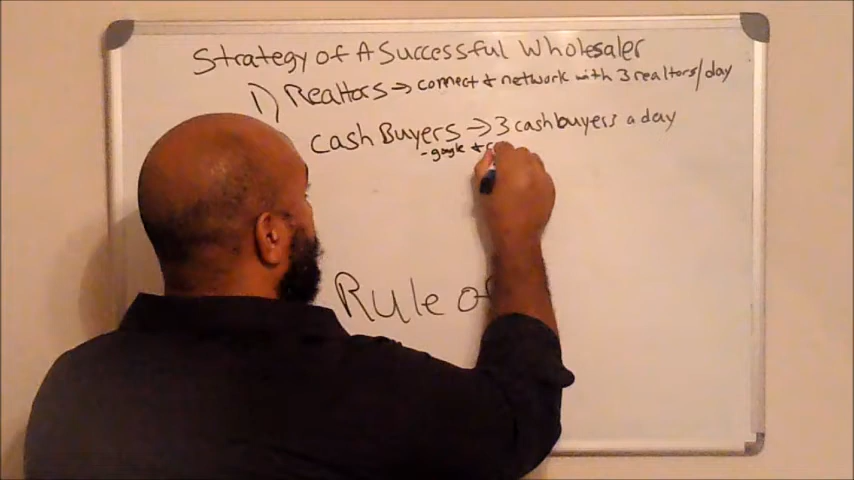 Strategy of A Successful Wholesaler
1) Realtors → connect & network with 3 realtors/day
Cash Buyers → 3 cash buyers a day
- google &
Rule of